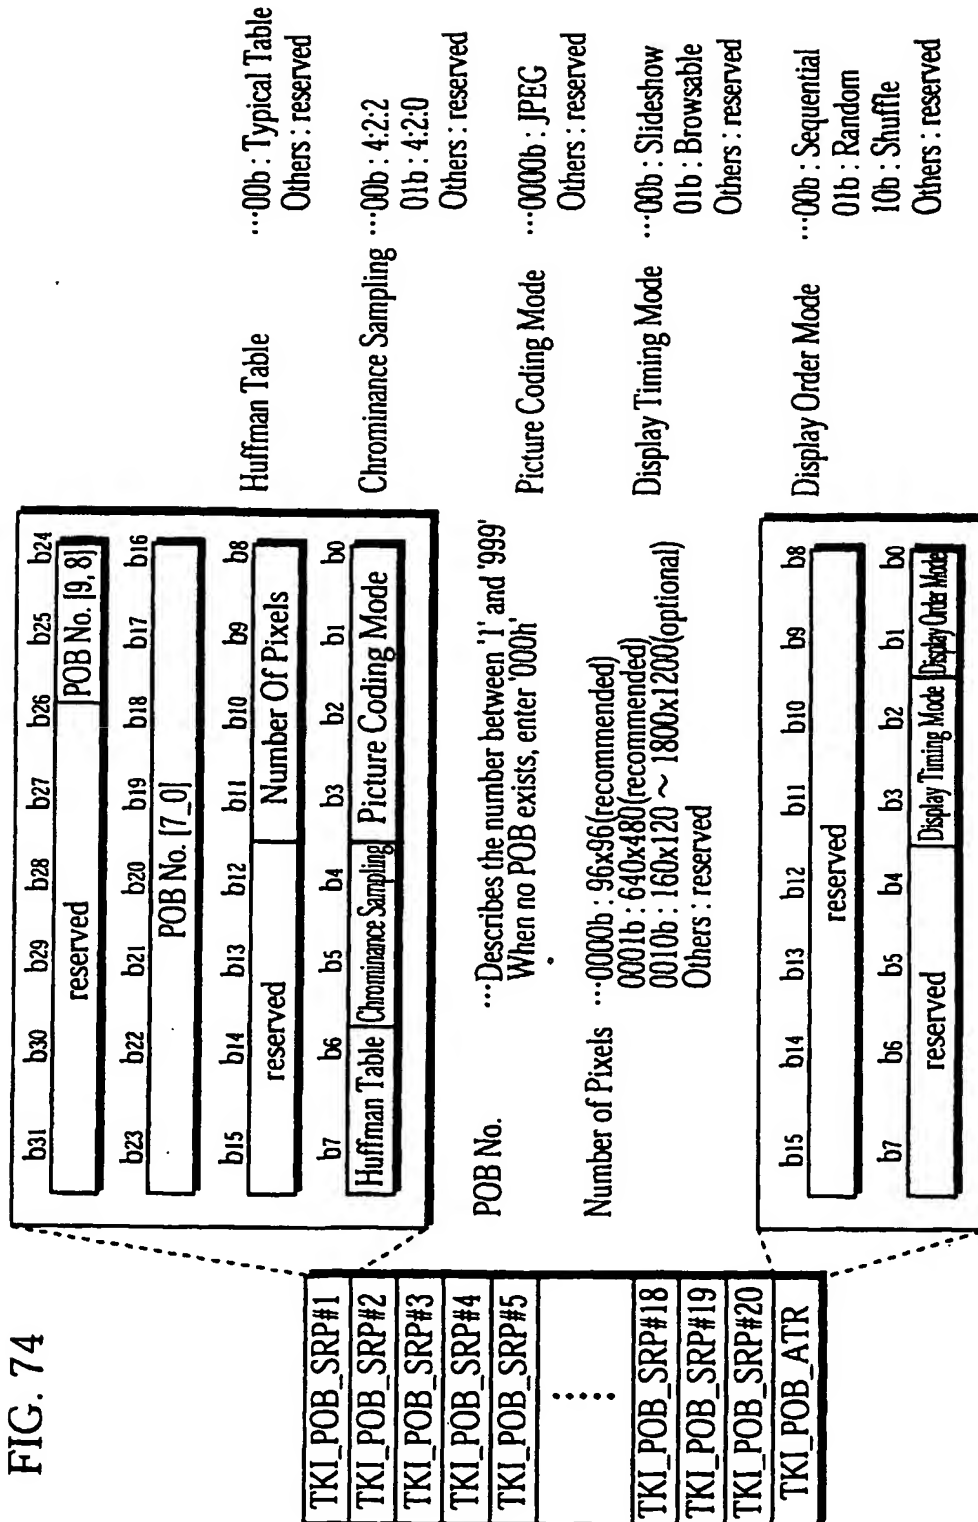 FIG. 74
TKI_POB_SRP#1
TKI_POB_SRP#2
TKI_POB_SRP#3
TKI_POB_SRP#4
TKI_POB_SRP#5
......
TKI_POB_SRP#18
TKI_POB_SRP#19
TKI_POB_SRP#20
TKI_POB_ATR
b31 b30 b29 b28 b27 b26 b25 b24
reserved POB No. [9, 8]
b23 b22 b21 b20 b19 b18 b17 b16
POB No. [7_0]
b15 b14 b13 b12 b11 b10 b9 b8
reserved Number Of Pixels
b7 b6 b5 b4 b3 b2 b1 b0
Huffman Table Chrominance Sampling Picture Coding Mode
POB No. ...Describes the number between '1' and '999'
When no POB exists, enter '000h'
Number of Pixels ...0000b : 96x96(recommended)
0001b : 640x480(recommended)
0010b : 160x120 ~ 1800x1200(optional)
Others : reserved
b15 b14 b13 b12 b11 b10 b9 b8
reserved
b7 b6 b5 b4 b3 b2 b1 b0
reserved Display Timing Mode Display Order Mode
Huffman Table ...00b : Typical Table
Others : reserved
Chrominance Sampling ...00b : 4:2:2
01b : 4:2:0
Others : reserved
Picture Coding Mode ...0000b : JPEG
Others : reserved
Display Timing Mode ...00b : Slideshow
01b : Browsable
Others : reserved
Display Order Mode ...00b : Sequential
01b : Random
10b : Shuffle
Others : reserved